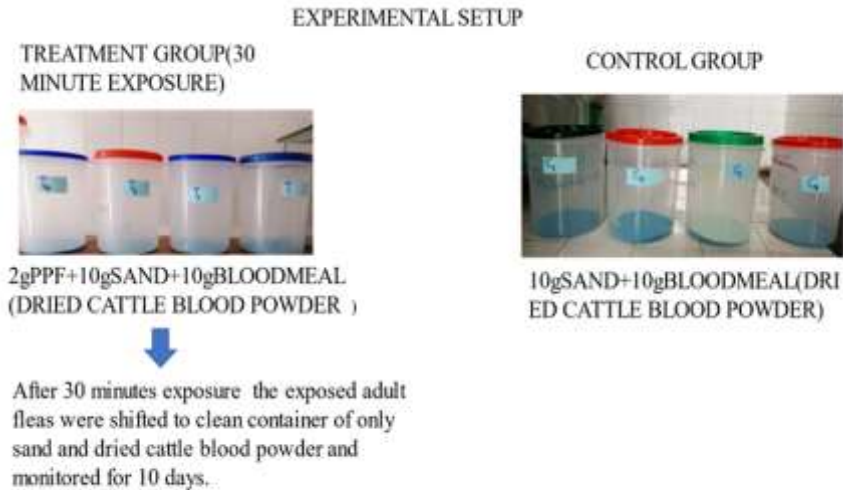 EXPERIMENTAL SETUP
TREATMENT GROUP(30
MINUTE EXPOSURE)
CONTROL GROUP
2gPPF+10gSAND+10gBLOODMEAL
(DRIED CATTLE BLOOD POWDER )
10gSAND+10gBLOODMEAL(DRI
ED CATTLE BLOOD POWDER)
After 30 minutes exposure the exposed adult
fleas were shifted to clean container of only
sand and dried cattle blood powder and
monitored for 10 days.